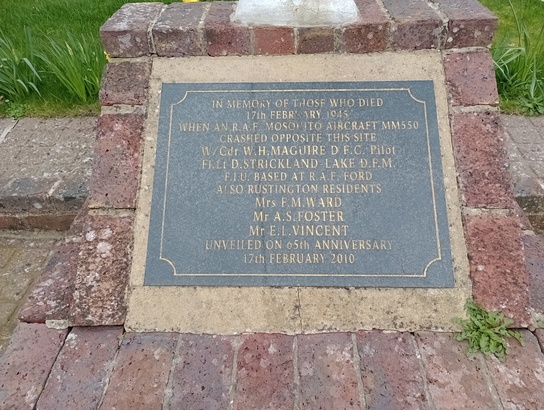 IN MEMORY OF THOSE WHO DIED
17th FEBRUARY 1945
WHEN AN R.A.F. MOSQUITO AIRCRAFT MM550
CRASHED OPPOSITE THIS SITE
W/Cdr W.H.MAGUIRE D F.C. Pilot
Ft.Lt D.STRICKLAND LAKE D.F.M.
F.I.U. BASED AT R.A.F. FORD
ALSO RUSTINGTON RESIDENTS
Mrs F.M.WARD
Mr A.S.FOSTER
Mr E.L.VINCENT
UNVEILED ON 65th ANNIVERSARY
17th FEBRUARY 2010